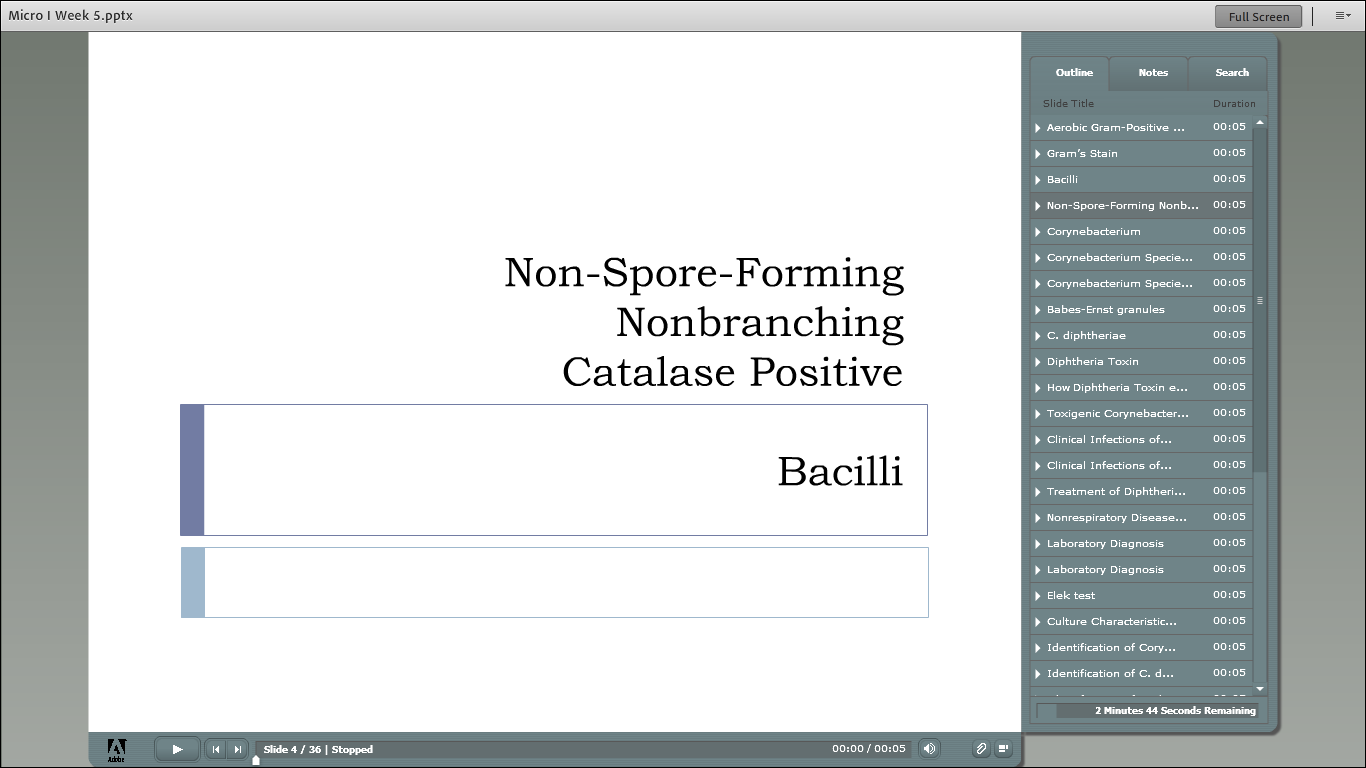 Micro I Week 5.pptx
Full Screen
Non-Spore-Forming
Nonbranching
Catalase Positive
Bacilli
Outline Notes Search
Slide Title Duration
Aerobic Gram-Positive ... 00:05
Gram’s Stain 00:05
Bacilli 00:05
Non-Spore-Forming Nonb... 00:05
Corynebacterium 00:05
Corynebacterium Specie... 00:05
Corynebacterium Specie... 00:05
Babes-Ernst granules 00:05
C. diphtheriae 00:05
Diphtheria Toxin 00:05
How Diphtheria Toxin e... 00:05
Toxigenic Corynebacter... 00:05
Clinical Infections of... 00:05
Clinical Infections of... 00:05
Treatment of Diphtheri... 00:05
Nonrespiratory Disease... 00:05
Laboratory Diagnosis 00:05
Laboratory Diagnosis 00:05
Elek test 00:05
Culture Characteristic... 00:05
Identification of Cory... 00:05
Identification of C. d... 00:05
2 Minutes 44 Seconds Remaining
Adobe
Slide 4 / 36 | Stopped 00:00 / 00:05